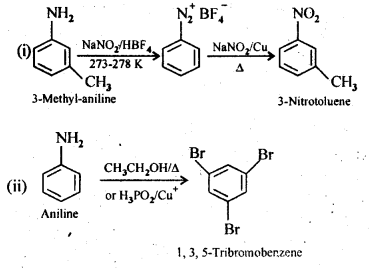 NH₂
N₂⁺ BF₄⁻
NO₂
(i)
NaNO₂/HBF₄
273-278 K
NaNO₂/Cu
Δ
CH₃
CH₃
3-Methyl-aniline
3-Nitrotoluene
NH₂
(ii)
CH₃CH₂OH/Δ
or H₃PO₂/Cu⁺
Br
Br
Br
Aniline
1, 3, 5-Tribromobenzene